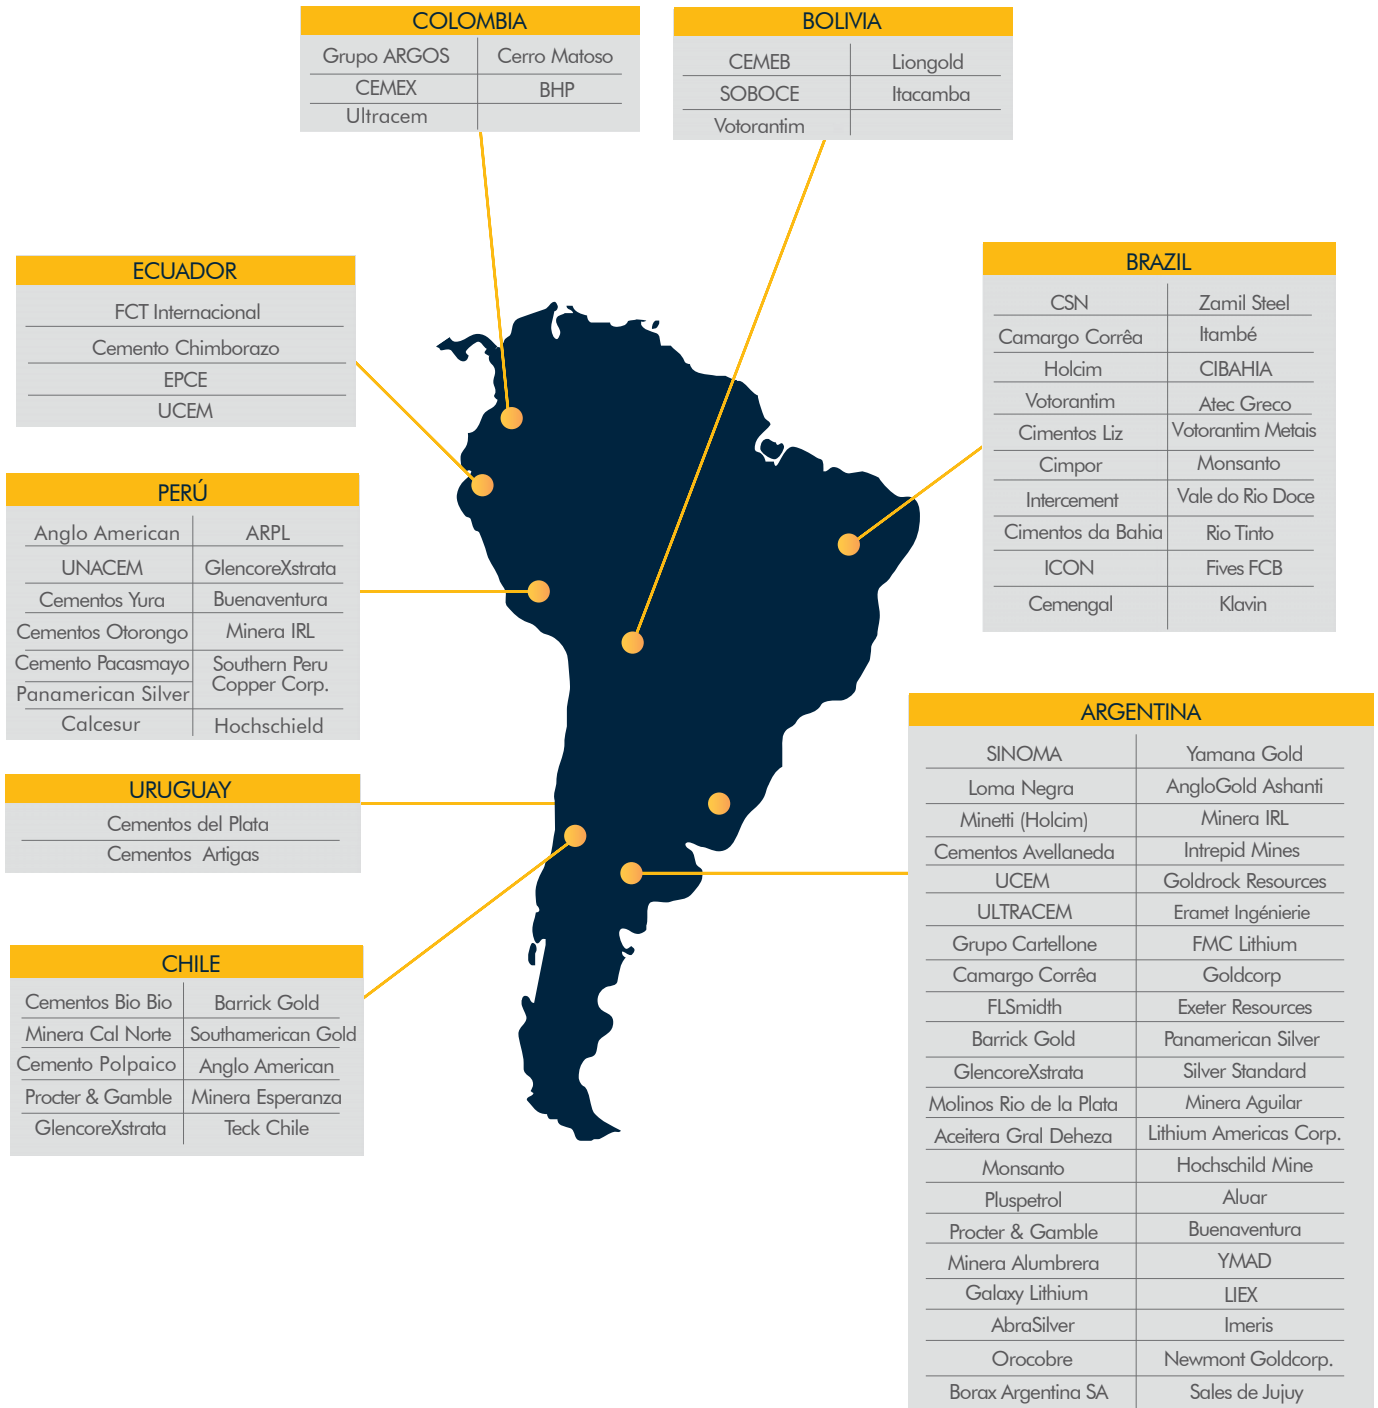 COLOMBIA
Grupo ARGOS
Cerro Matoso
CEMEX
BHP
Ultracem
BOLIVIA
CEMEB
Liongold
SOBOCE
Itacamba
Votorantim
ECUADOR
FCT Internacional
Cemento Chimborazo
EPCE
UCEM
BRAZIL
CSN
Zamil Steel
Camargo Corrêa
Itambé
Holcim
CIBAHIA
Votorantim
Atec Greco
Cimentos Liz
Votorantim Metais
Cimpor
Monsanto
Intercement
Vale do Rio Doce
Cimentos da Bahia
Rio Tinto
ICON
Fives FCB
Cemengal
Klavin
PERÚ
Anglo American
ARPL
UNACEM
GlencoreXstrata
Cementos Yura
Buenaventura
Cementos Otorongo
Minera IRL
Cemento Pacasmayo
Southern Peru
Copper Corp.
Panamerican Silver
Calcesur
Hochschield
URUGUAY
Cementos del Plata
Cementos Artigas
CHILE
Cementos Bio Bio
Barrick Gold
Minera Cal Norte
Southamerican Gold
Cemento Polpaico
Anglo American
Procter & Gamble
Minera Esperanza
GlencoreXstrata
Teck Chile
ARGENTINA
SINOMA
Yamana Gold
Loma Negra
AngloGold Ashanti
Minetti (Holcim)
Minera IRL
Cementos Avellaneda
Intrepid Mines
UCEM
Goldrock Resources
ULTRACEM
Eramet Ingénierie
Grupo Cartellone
FMC Lithium
Camargo Corrêa
Goldcorp
FLSmidth
Exeter Resources
Barrick Gold
Panamerican Silver
GlencoreXstrata
Silver Standard
Molinos Rio de la Plata
Minera Aguilar
Aceitera Gral Deheza
Lithium Americas Corp.
Monsanto
Hochschild Mine
Pluspetrol
Aluar
Procter & Gamble
Buenaventura
Minera Alumbrera
YMAD
Galaxy Lithium
LIEX
AbraSilver
Imeris
Orocobre
Newmont Goldcorp.
Borax Argentina SA
Sales de Jujuy